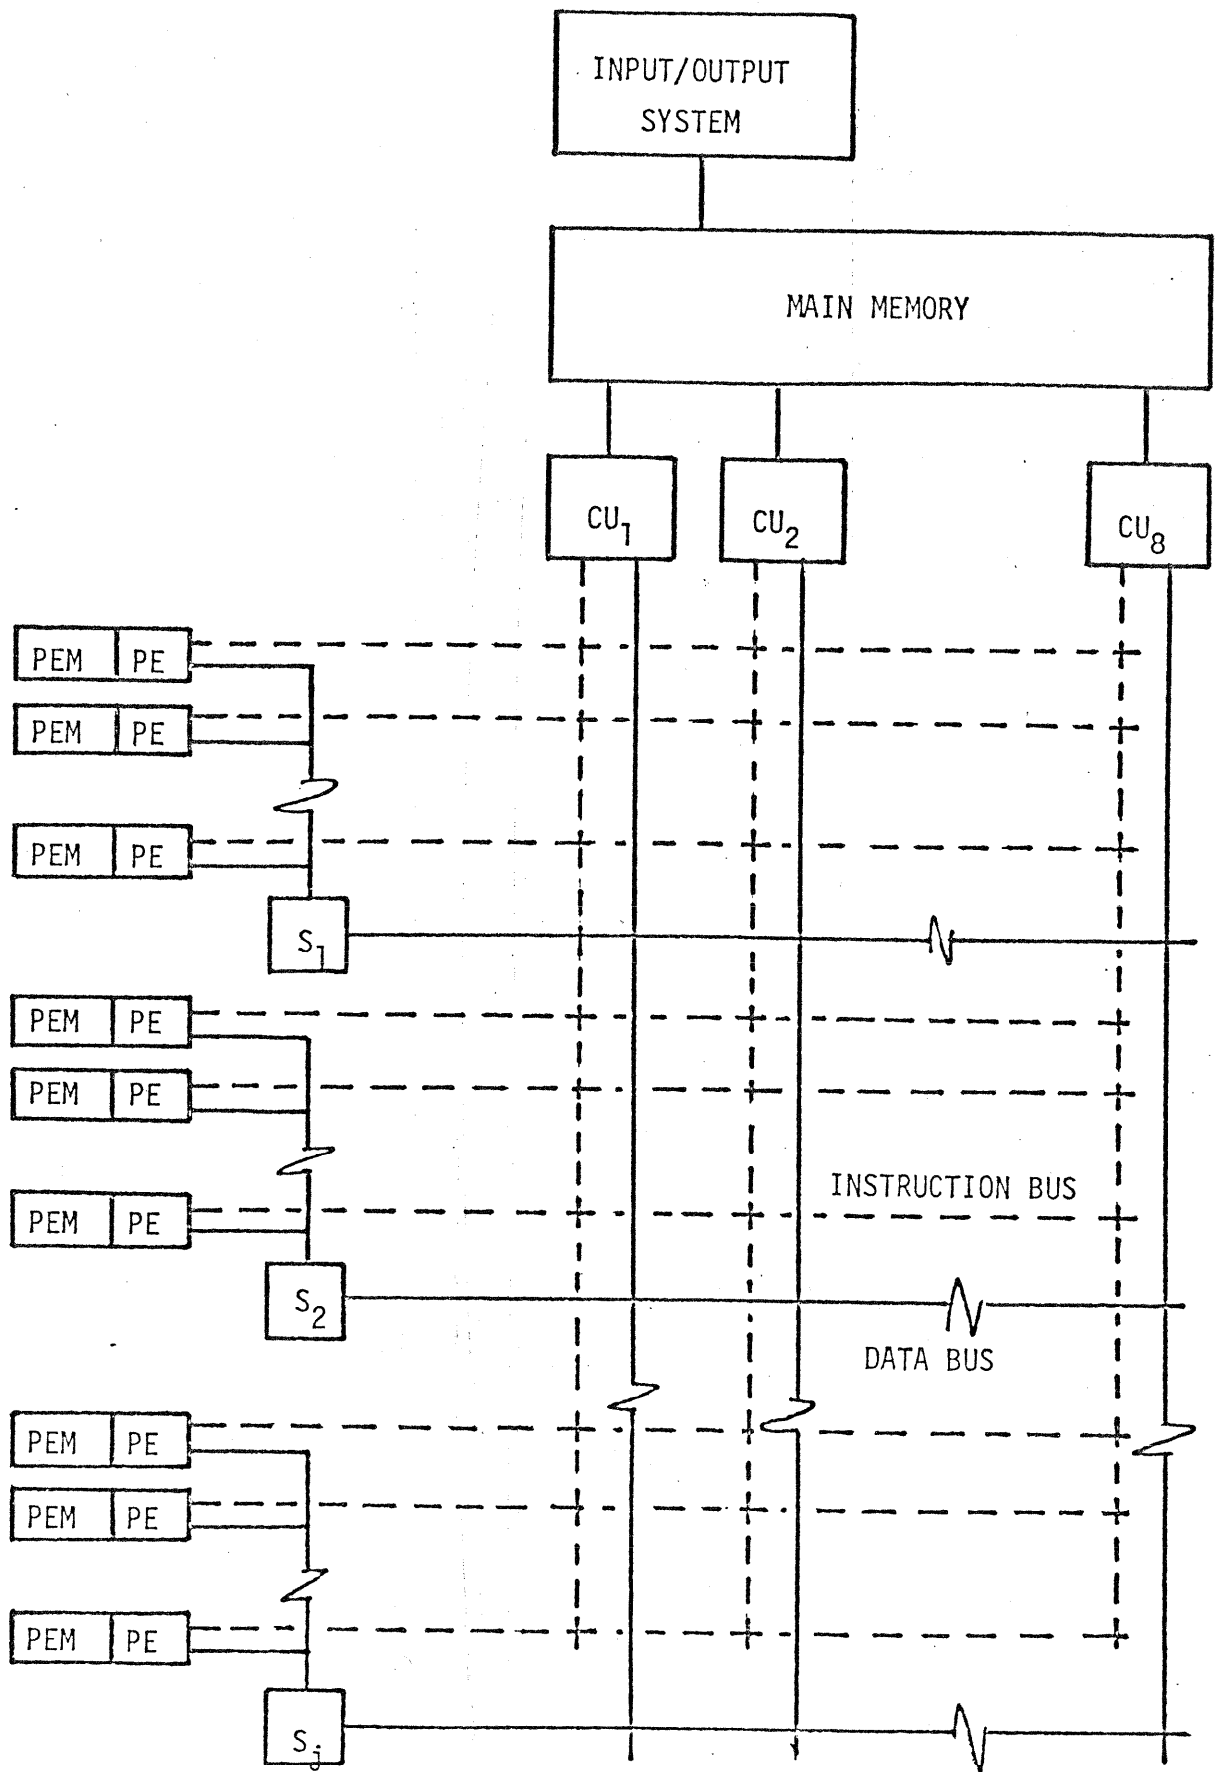 INPUT/OUTPUT
SYSTEM
MAIN MEMORY
CU1
CU2
CU8
PEM PE
PEM PE
PEM PE
S1
PEM PE
PEM PE
INSTRUCTION BUS
PEM PE
S2
DATA BUS
PEM PE
PEM PE
PEM PE
Sj